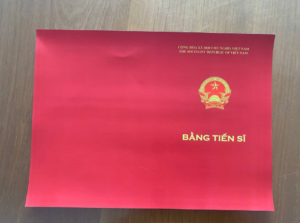 CỘNG HÒA XÃ HỘI CHỦ NGHĨA VIỆT NAM
THE SOCIALIST REPUBLIC OF VIET NAM
BẰNG TIẾN SĨ